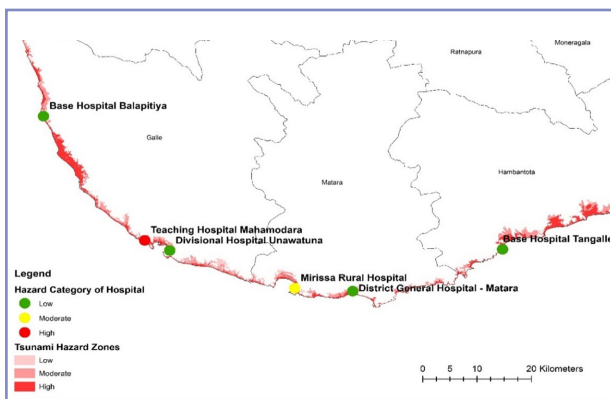 Moneragala
Ratnapura
Base Hospital Balapitiya
Galle
Hambantota
Matara
Teaching Hospital Mahamodara
Divisional Hospital Unawatuna
Base Hospital Tangalle
Mirissa Rural Hospital
District General Hospital - Matara
Legend
Hazard Category of Hospital
Low
Moderate
High
Tsunami Hazard Zones
Low
Moderate
High
0 5 10 20 Kilometers